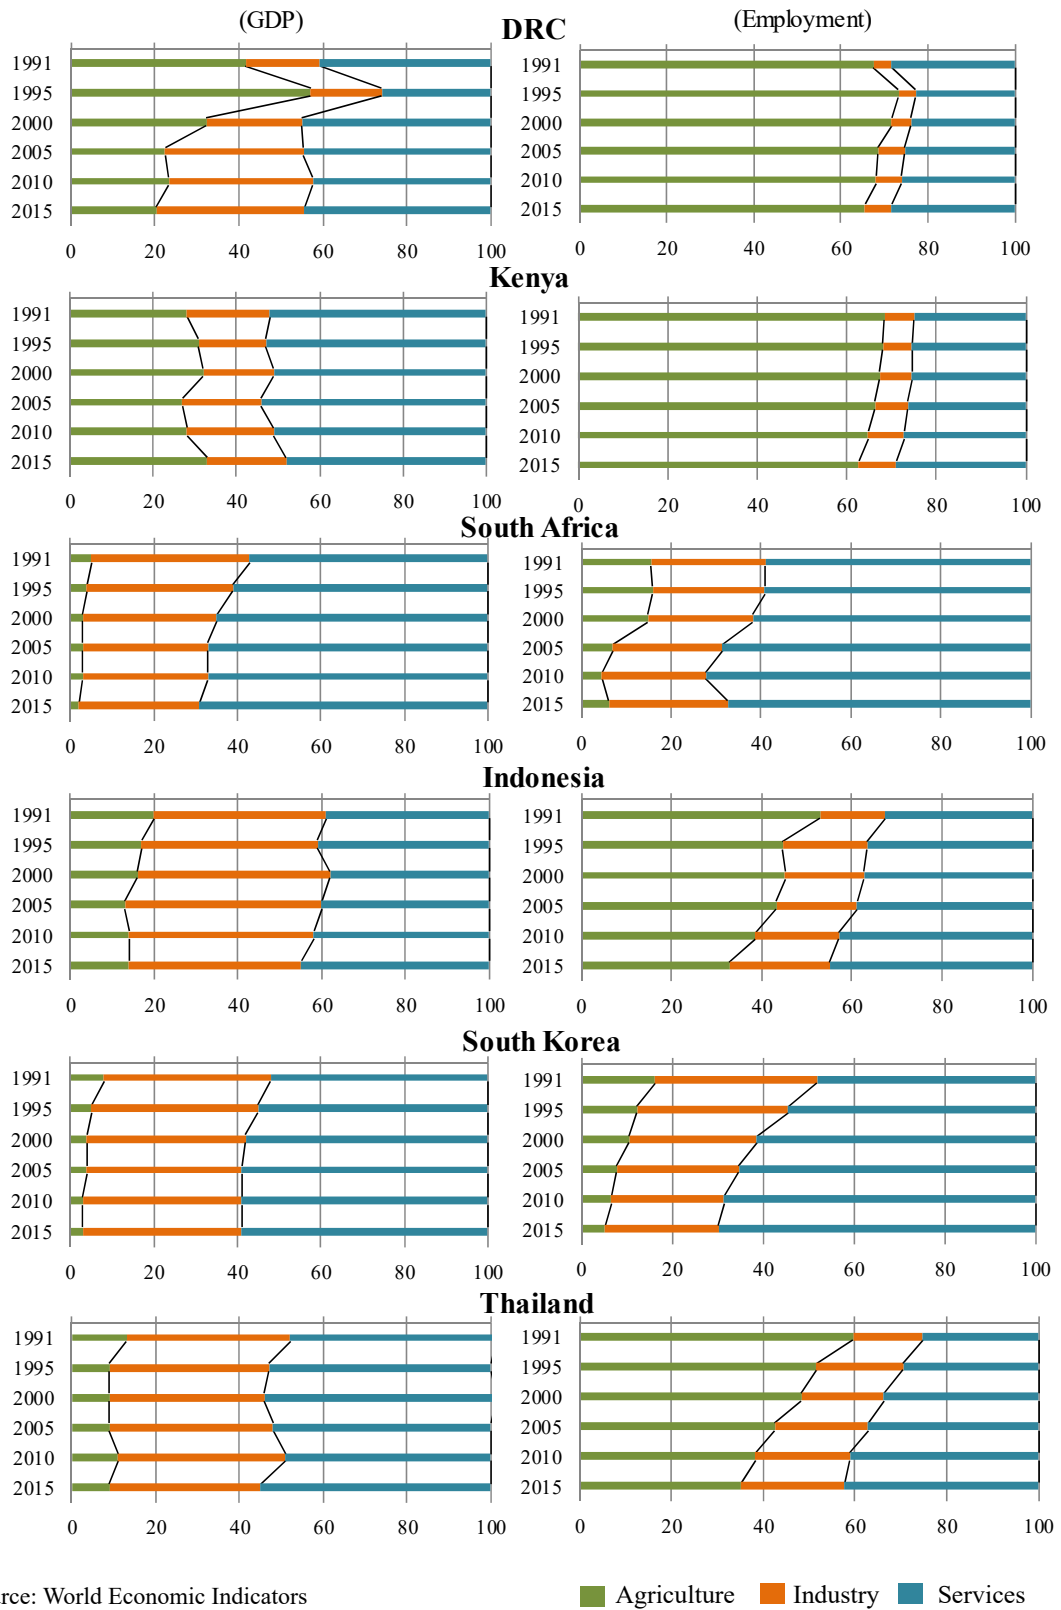 (GDP) DRC (Employment)
1991 1991
1995 1995
2000 2000
2005 2005
2010 2010
2015 2015
0 20 40 60 80 100 0 20 40 60 80 100
Kenya
1991 1991
1995 1995
2000 2000
2005 2005
2010 2010
2015 2015
0 20 40 60 80 100 0 20 40 60 80 100
South Africa
1991 1991
1995 1995
2000 2000
2005 2005
2010 2010
2015 2015
0 20 40 60 80 100 0 20 40 60 80 100
Indonesia
1991 1991
1995 1995
2000 2000
2005 2005
2010 2010
2015 2015
0 20 40 60 80 100 0 20 40 60 80 100
South Korea
1991 1991
1995 1995
2000 2000
2005 2005
2010 2010
2015 2015
0 20 40 60 80 100 0 20 40 60 80 100
Thailand
1991 1991
1995 1995
2000 2000
2005 2005
2010 2010
2015 2015
0 20 40 60 80 100 0 20 40 60 80 100
rce: World Economic Indicators Agriculture Industry Services